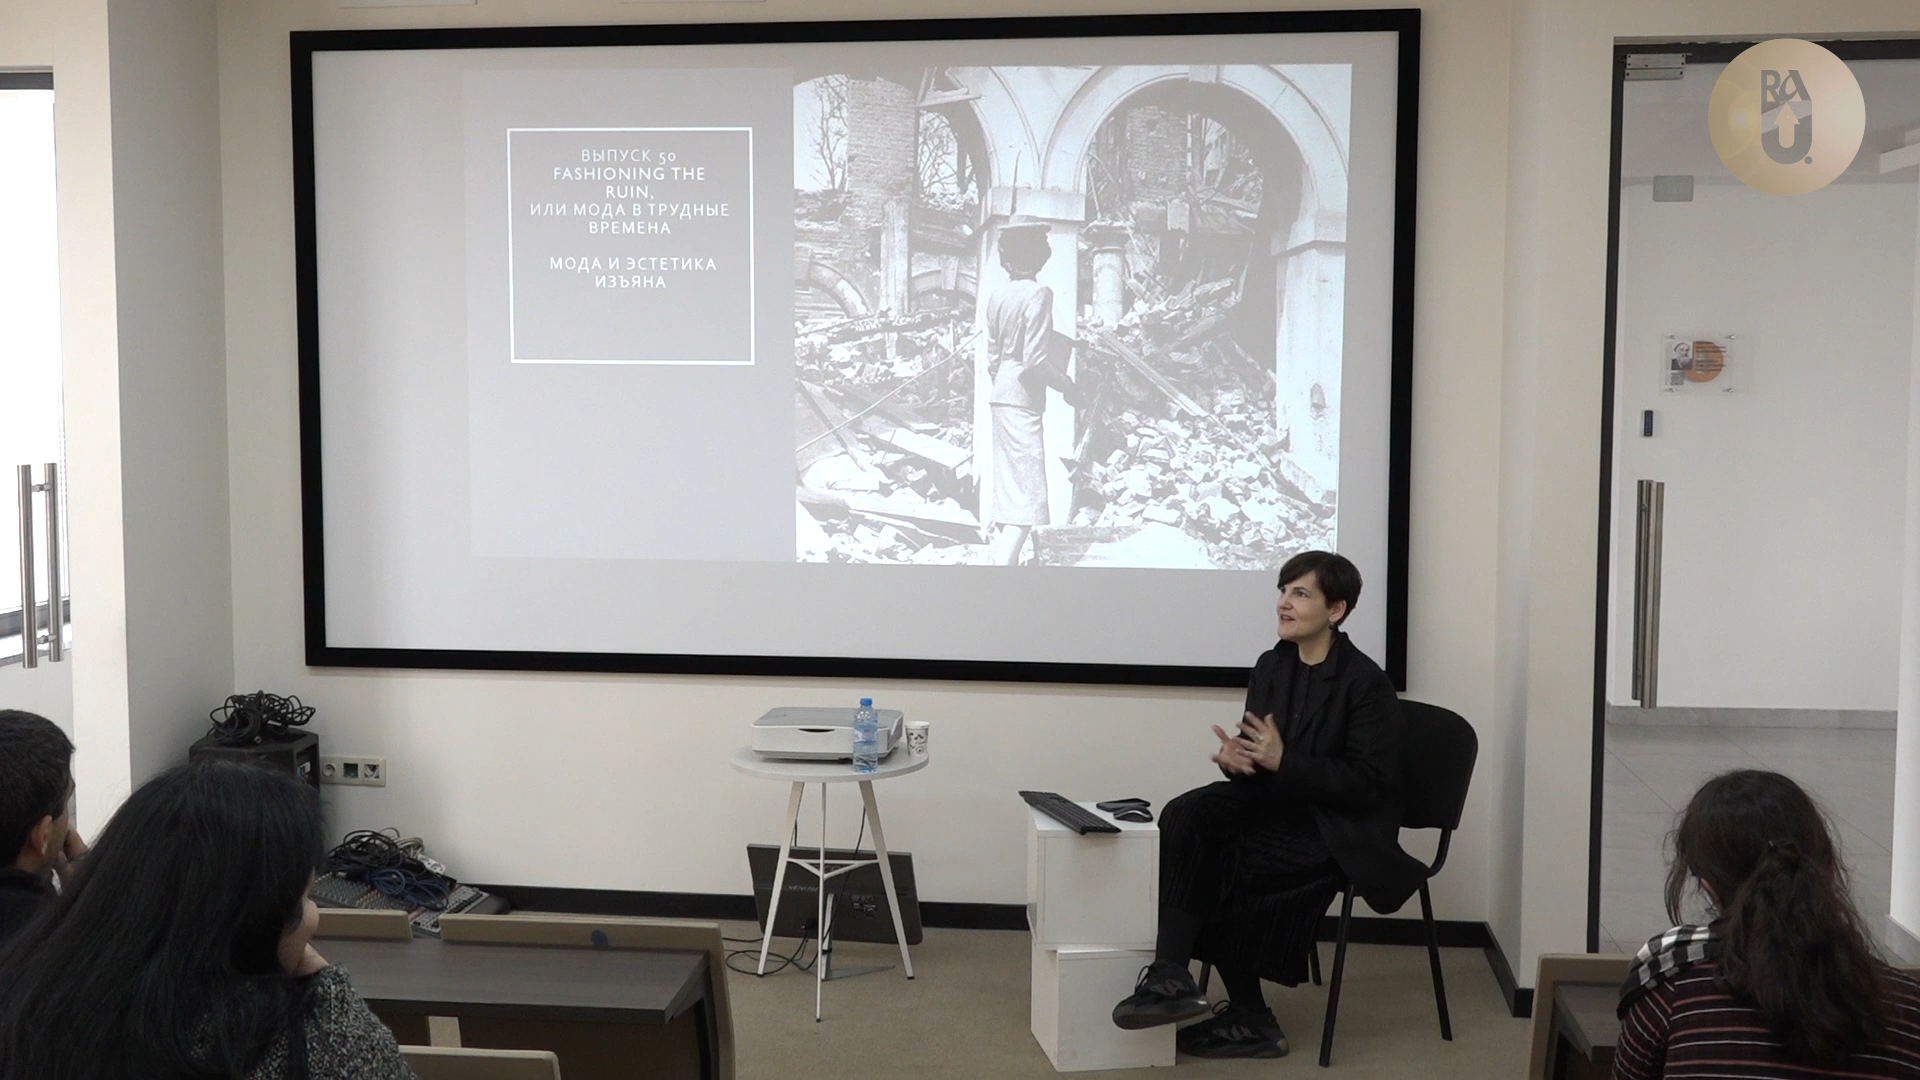 ВЫПУСК 50
FASHIONING THE
RUIN,
ИЛИ МОДА В ТРУДНЫЕ
ВРЕМЕНА
МОДА И ЭСТЕТИКА
ИЗЪЯНА
RAU